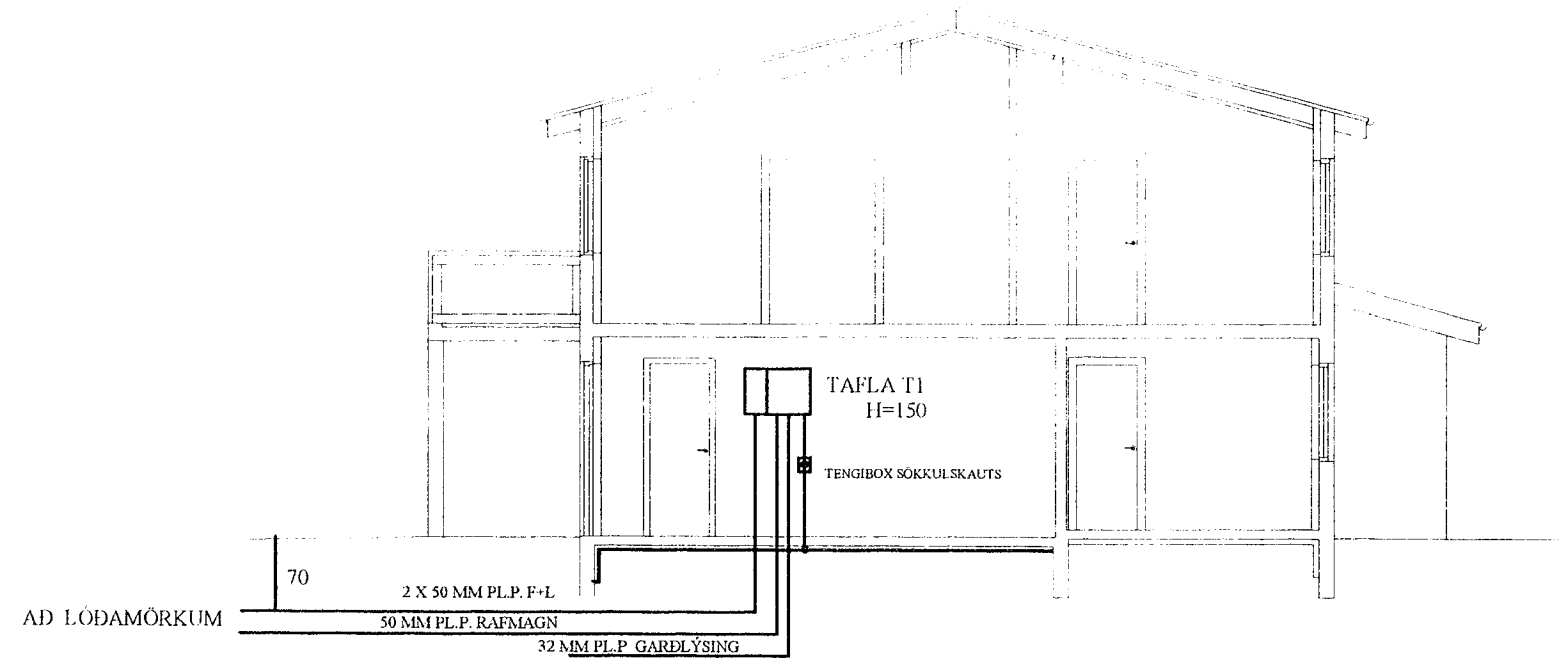 TAFLA T1
H=150
TENGIBOX SÖKKULSKAUTS
70
2 X 50 MM PL.P. F+L
AÐ LÓÐAMÖRKUM
50 MM PL.P. RAFMAGN
32 MM PL.P GARÐLÝSING